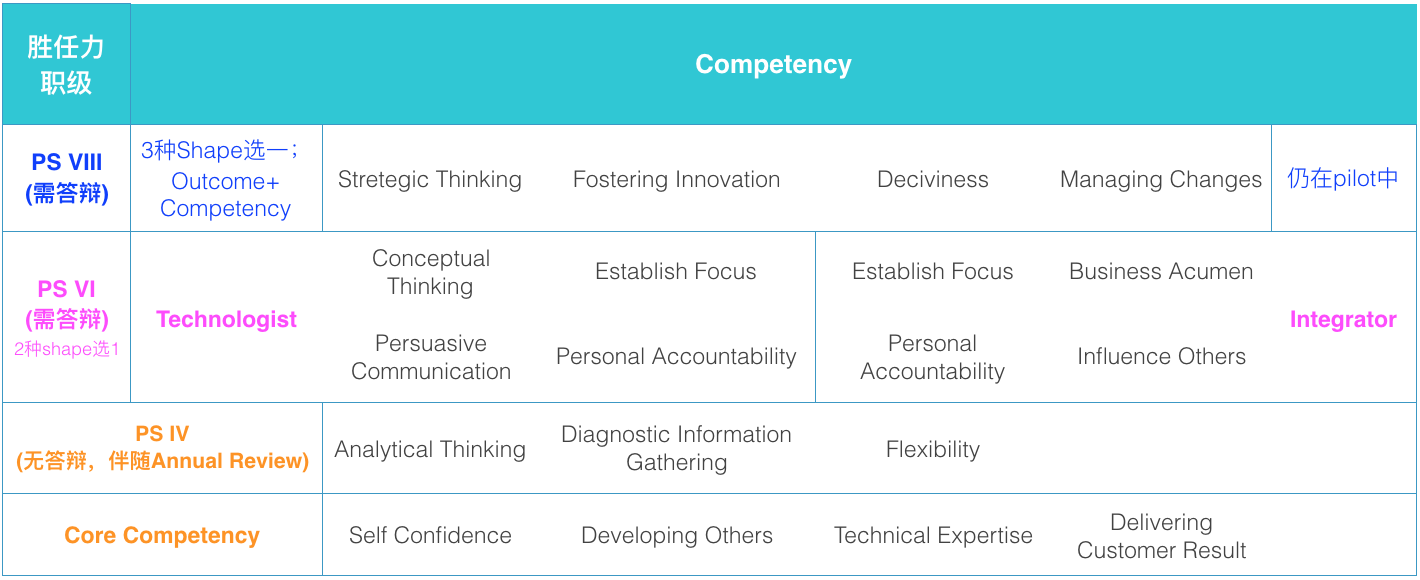 胜任力
职级
Competency
PS VIII
(需答辩)
3种Shape选一；
Outcome+
Competency
Stretegic Thinking
Fostering Innovation
Deciviness
Managing Changes
仍在pilot中
PS VI
(需答辩)
2种shape选1
Technologist
Conceptual
Thinking
Establish Focus
Establish Focus
Business Acumen
Persuasive
Communication
Personal Accountability
Personal
Accountability
Influence Others
Integrator
PS IV
(无答辩，伴随Annual Review)
Analytical Thinking
Diagnostic Information
Gathering
Flexibility
Core Competency
Self Confidence
Developing Others
Technical Expertise
Delivering
Customer Result